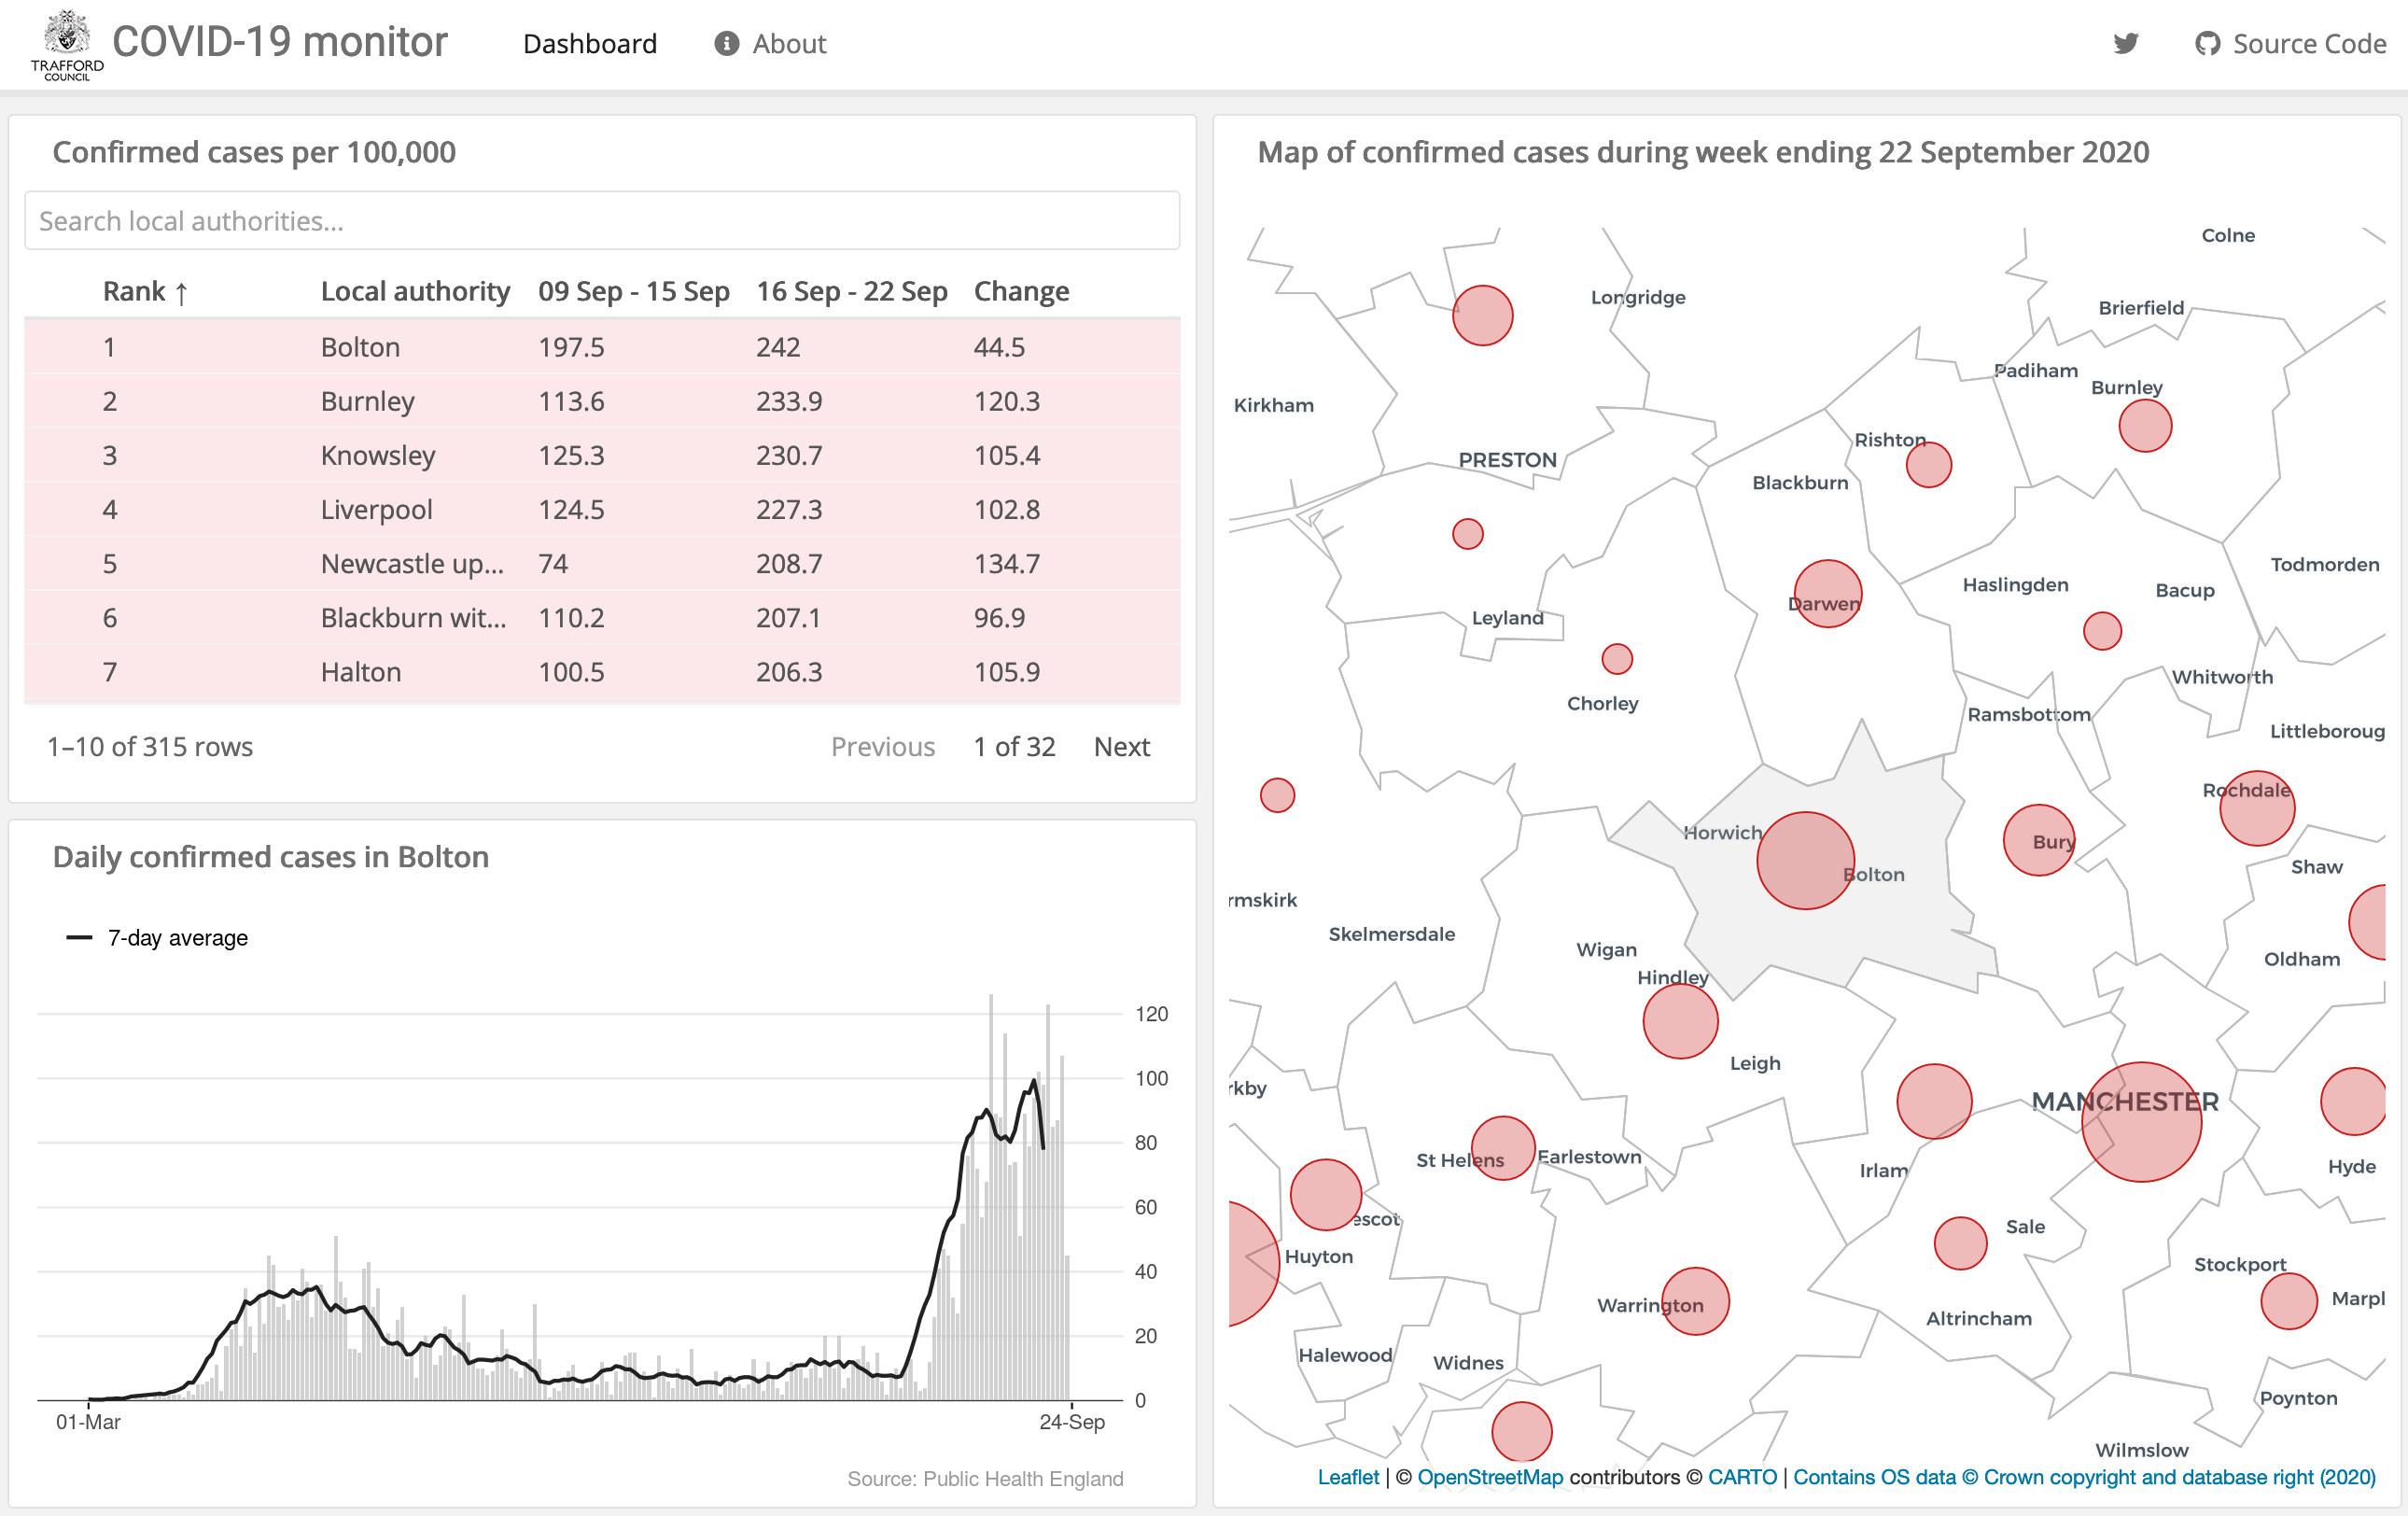 TRAFFORD
COUNCIL
COVID-19 monitor
Dashboard
About
Source Code
Confirmed cases per 100,000
Search local authorities...
Rank ↑ Local authority 09 Sep - 15 Sep 16 Sep - 22 Sep Change
1 Bolton 197.5 242 44.5
2 Burnley 113.6 233.9 120.3
3 Knowsley 125.3 230.7 105.4
4 Liverpool 124.5 227.3 102.8
5 Newcastle up... 74 208.7 134.7
6 Blackburn wit... 110.2 207.1 96.9
7 Halton 100.5 206.3 105.9
1–10 of 315 rows
Previous 1 of 32 Next
Daily confirmed cases in Bolton
7-day average
120
100
80
60
40
20
0
01-Mar 24-Sep
Source: Public Health England
Map of confirmed cases during week ending 22 September 2020
Colne
Longridge
Brierfield
Padiham
Burnley
Kirkham
Rishton
PRESTON
Blackburn
Todmorden
Haslingden
Bacup
Darwen
Leyland
Whitworth
Chorley
Ramsbottom
Littleboroug
Rochdale
Horwich
Bury
Shaw
Bolton
rmskirk
Skelmersdale
Wigan
Oldham
Hindley
Leigh
rkby
MANCHESTER
St Helens
Earlestown
Irlam
Hyde
escot
Sale
Huyton
Stockport
Marpl
Warrington
Altrincham
Halewood
Widnes
Poynton
Wilmslow
Leaflet | © OpenStreetMap contributors © CARTO | Contains OS data © Crown copyright and database right (2020)